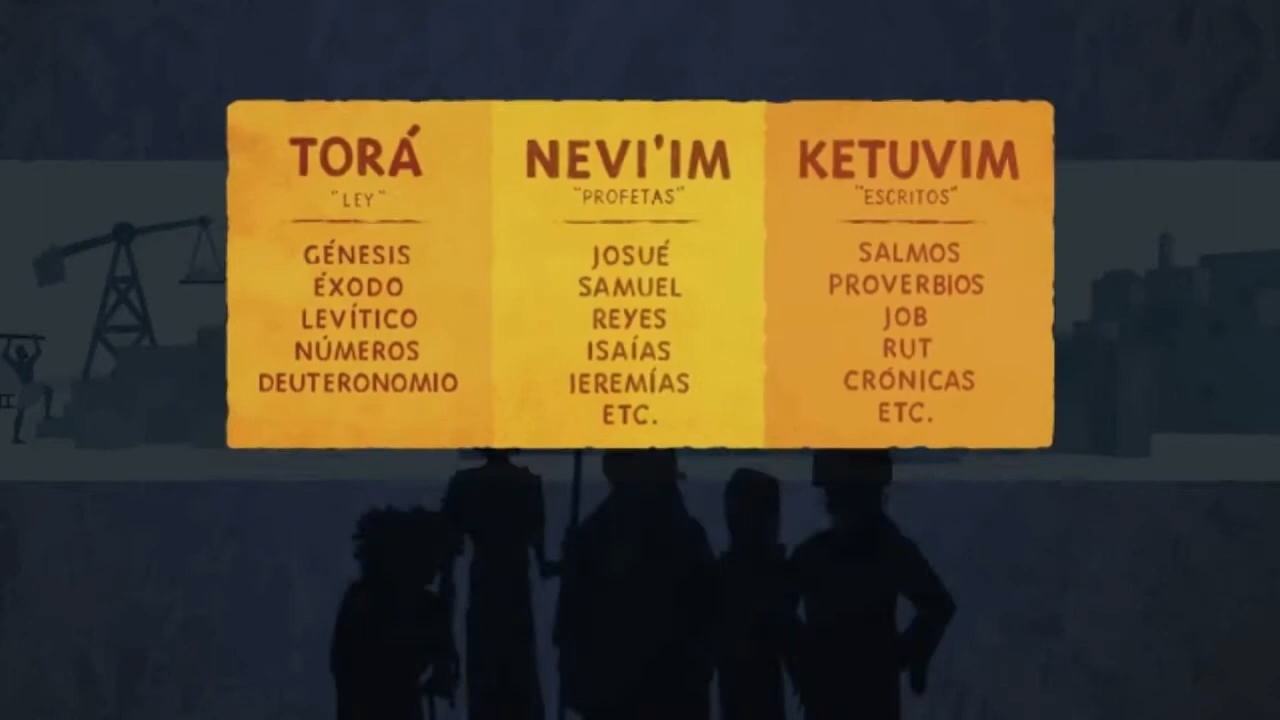 TORÁ
"LEY"
GÉNESIS
ÉXODO
LEVÍTICO
NÚMEROS
DEUTERONOMIO
NEVI'IM
"PROFETAS"
JOSUÉ
SAMUEL
REYES
ISAÍAS
JEREMÍAS
ETC.
KETUVIM
"ESCRITOS"
SALMOS
PROVERBIOS
JOB
RUT
CRÓNICAS
ETC.